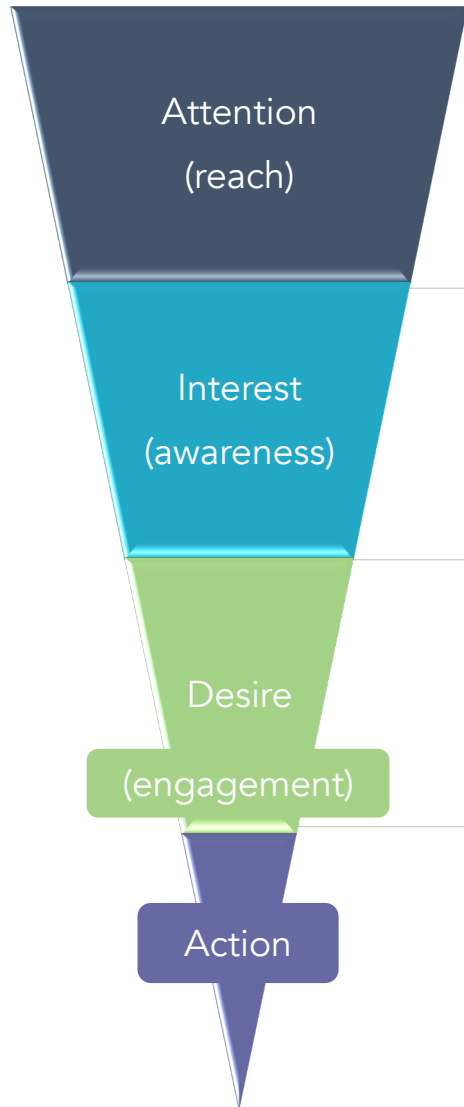 Attention
(reach)
Interest
(awareness)
Desire
(engagement)
Action